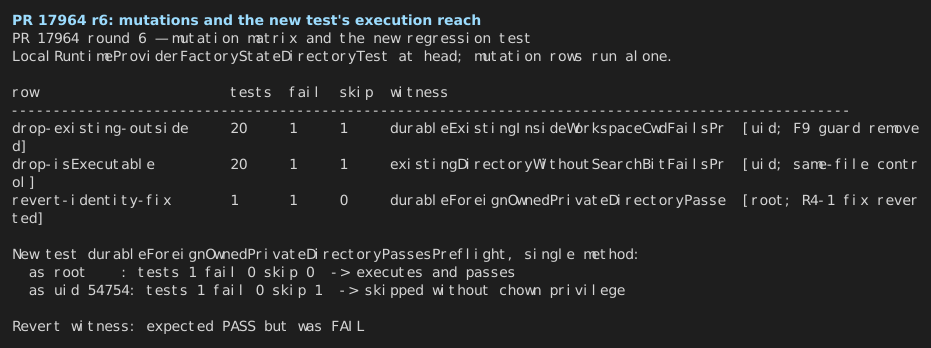 PR 17964 r6: mutations and the new test's execution reach
PR 17964 round 6 — mutation matrix and the new regression test
LocalRuntimeProviderFactoryStateDirectoryTest at head; mutation rows run alone.
row tests fail skip witness
----------------------------------------------------------------------------------------------------
drop-existing-outside 20 1 1 durableExistingInsideWorkspaceCwdFailsPr [uid; F9 guard remove
d]
drop-isExecutable 20 1 1 existingDirectoryWithoutSearchBitFailsPr [uid; same-file contr
ol]
revert-identity-fix 1 1 0 durableForeignOwnedPrivateDirectoryPasse [root; R4-1 fix rever
ted]
New test durableForeignOwnedPrivateDirectoryPassesPreflight, single method:
as root : tests 1 fail 0 skip 0 -> executes and passes
as uid 54754: tests 1 fail 0 skip 1 -> skipped without chown privilege
Revert witness: expected PASS but was FAIL